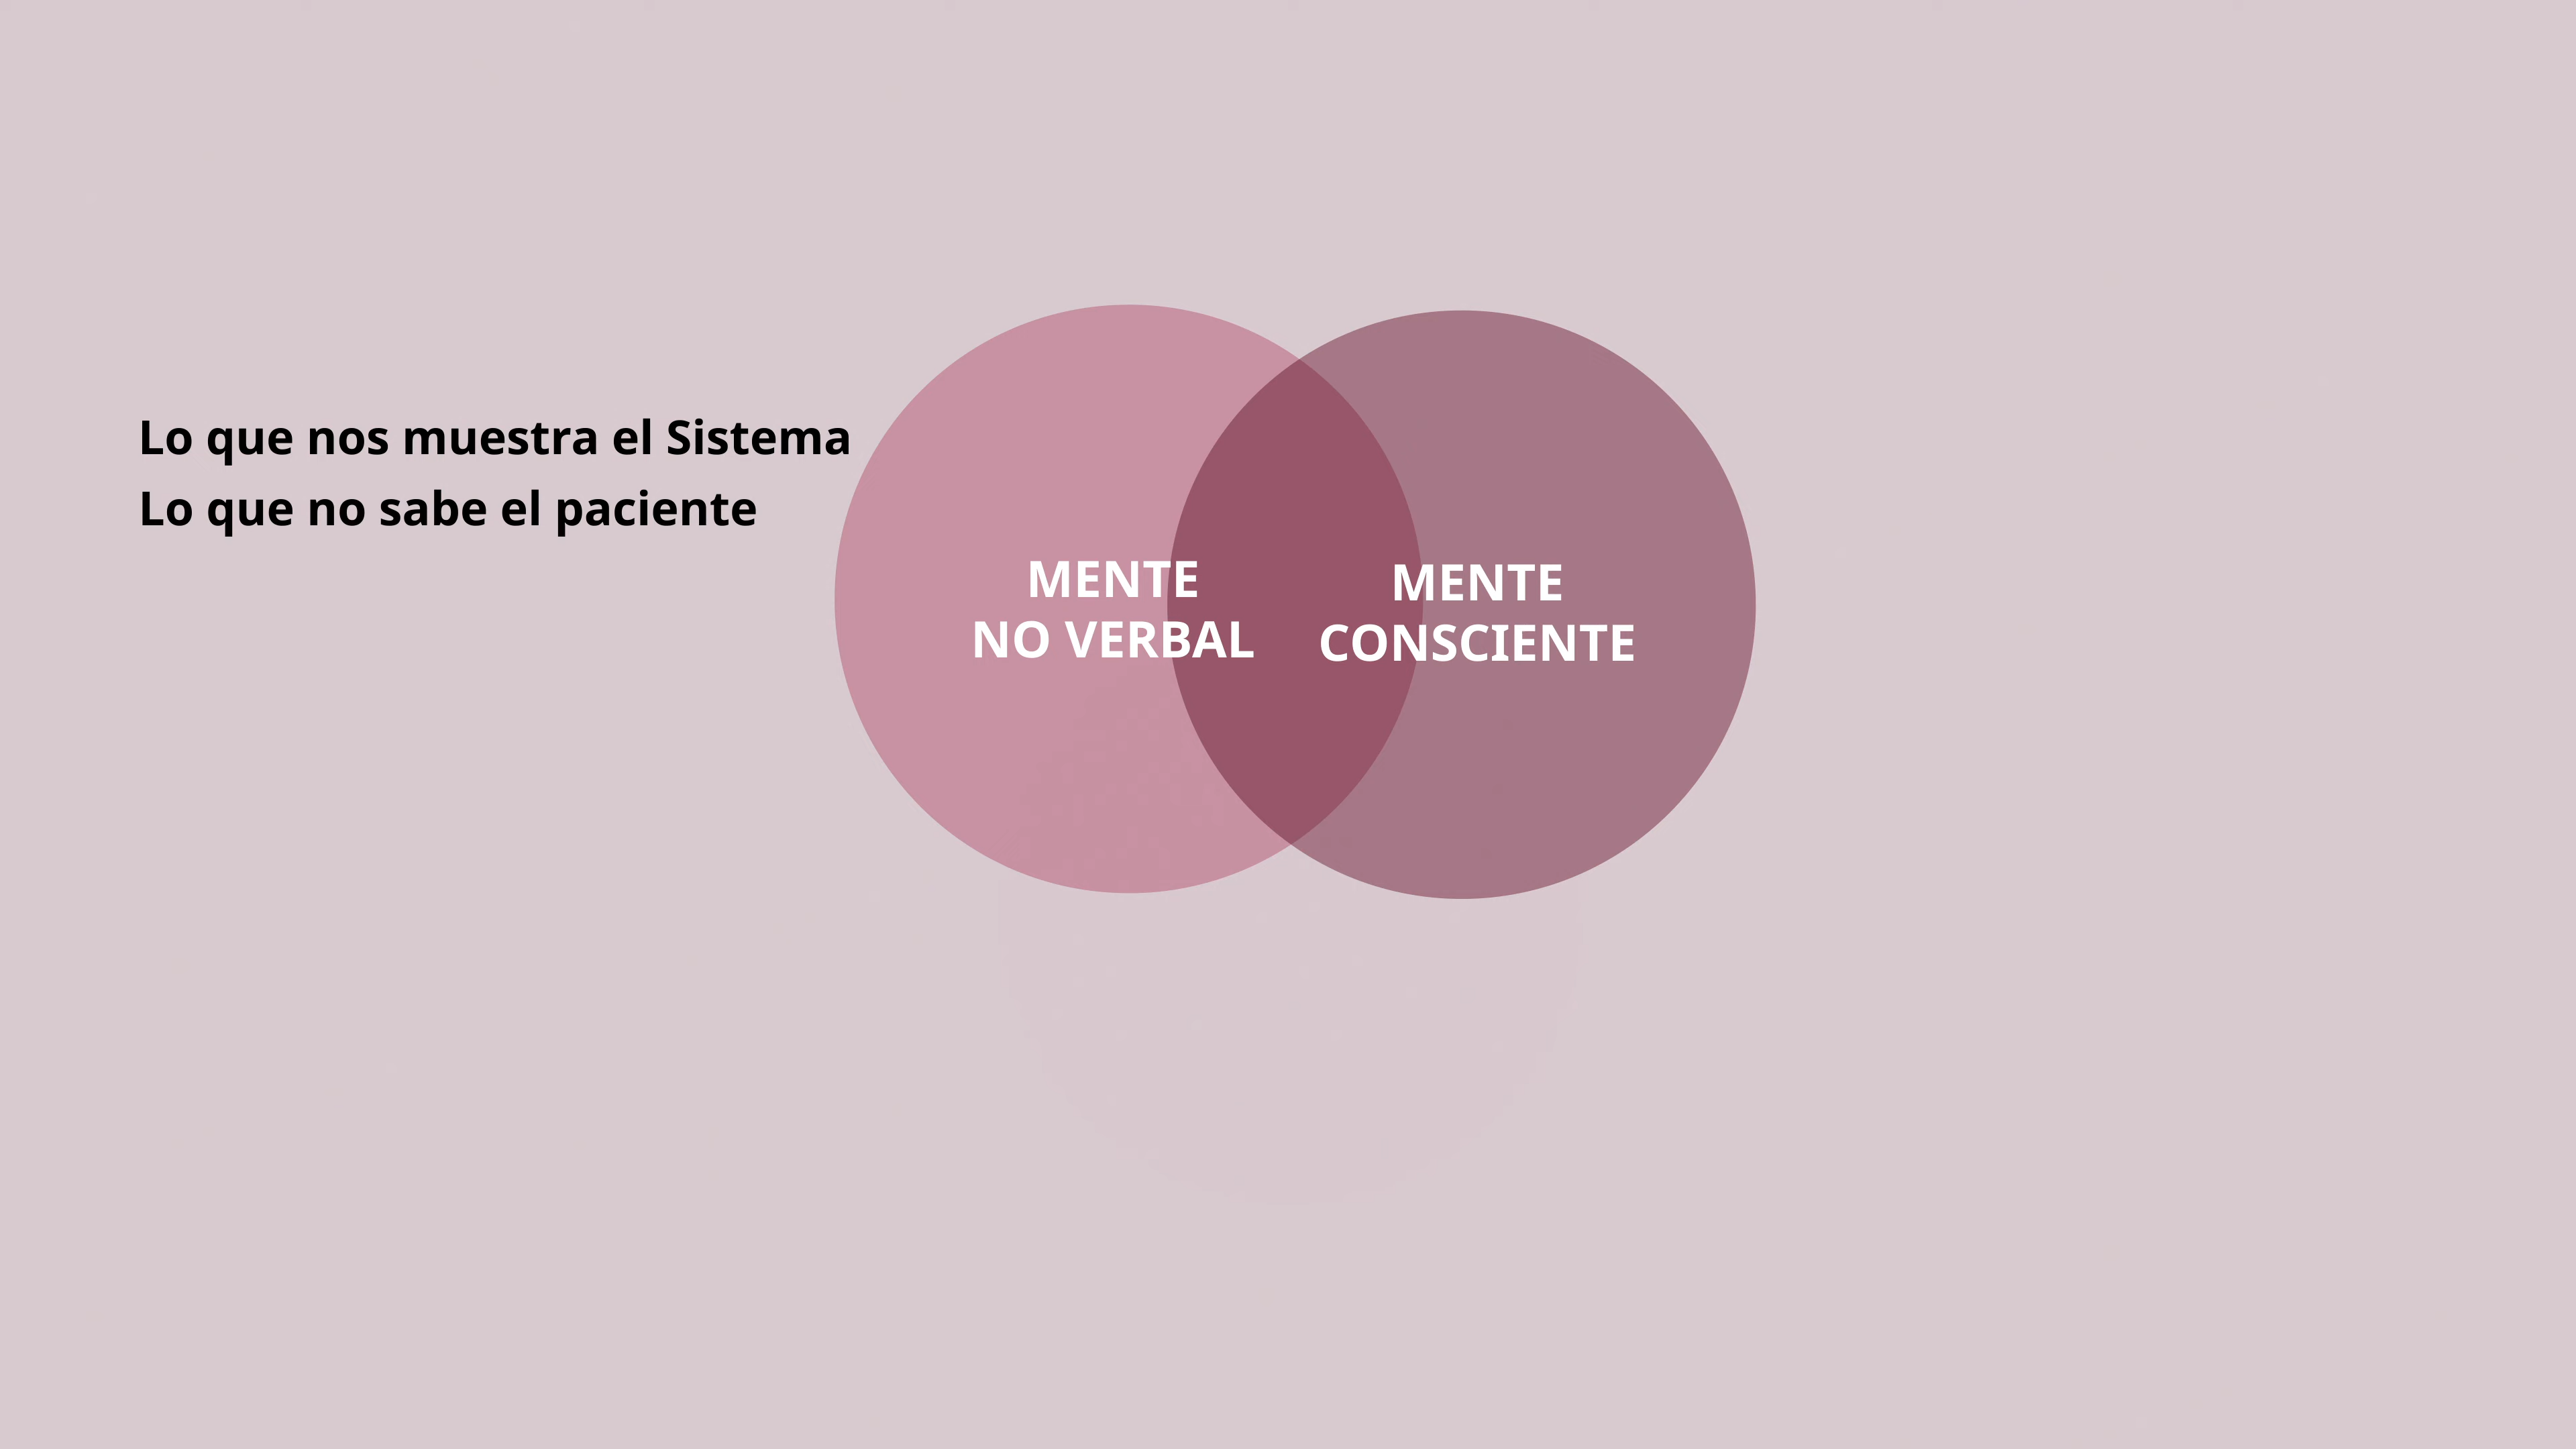 Lo que nos muestra el Sistema
Lo que no sabe el paciente
MENTE
NO VERBAL
MENTE
CONSCIENTE